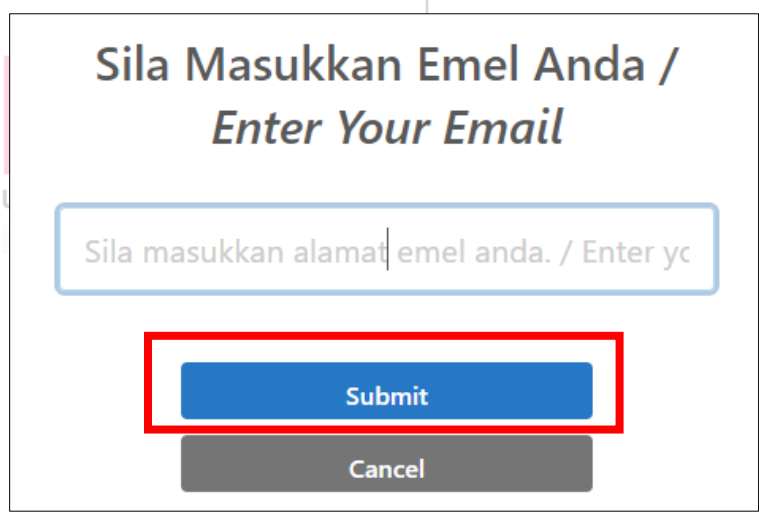 Sila Masukkan Emel Anda /
Enter Your Email
Sila masukkan alamat emel anda. / Enter yo
Submit
Cancel